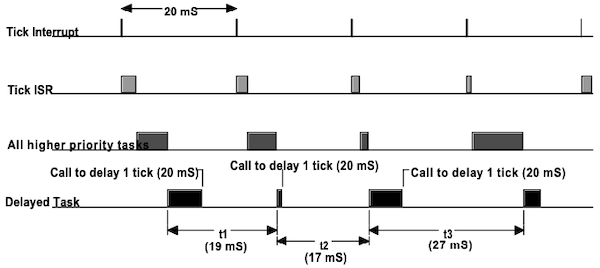 20 mS
Tick Interrupt
Tick ISR
All higher priority tasks
Call to delay 1 tick (20 mS)
Call to delay 1 tick (20 mS)
Call to delay 1 tick (20 mS)
Delayed Task
t1
(19 mS)
t2
(17 mS)
t3
(27 mS)